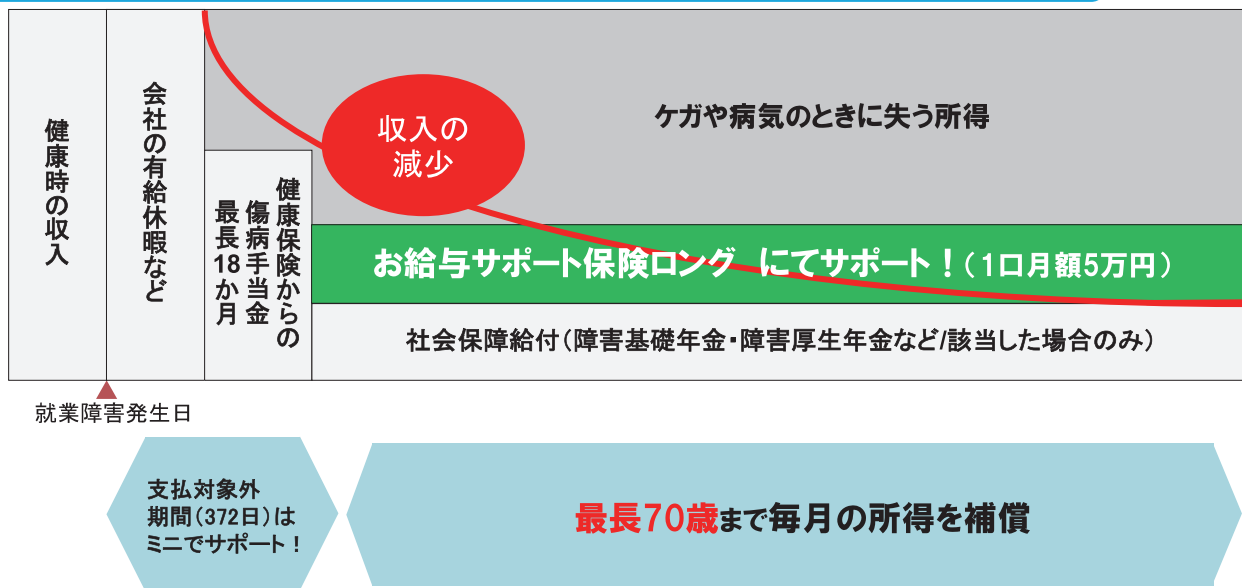 健康時の収入
会社の有給休暇など
健康保険からの
傷病手当金
最長18か月
収入の
減少
ケガや病気のときに失う所得
お給与サポート保険ロング にてサポート！（1口月額5万円）
社会保障給付（障害基礎年金・障害厚生年金など/該当した場合のみ）
就業障害発生日
支払対象外
期間（372日）は
ミニでサポート！
最長70歳まで毎月の所得を補償